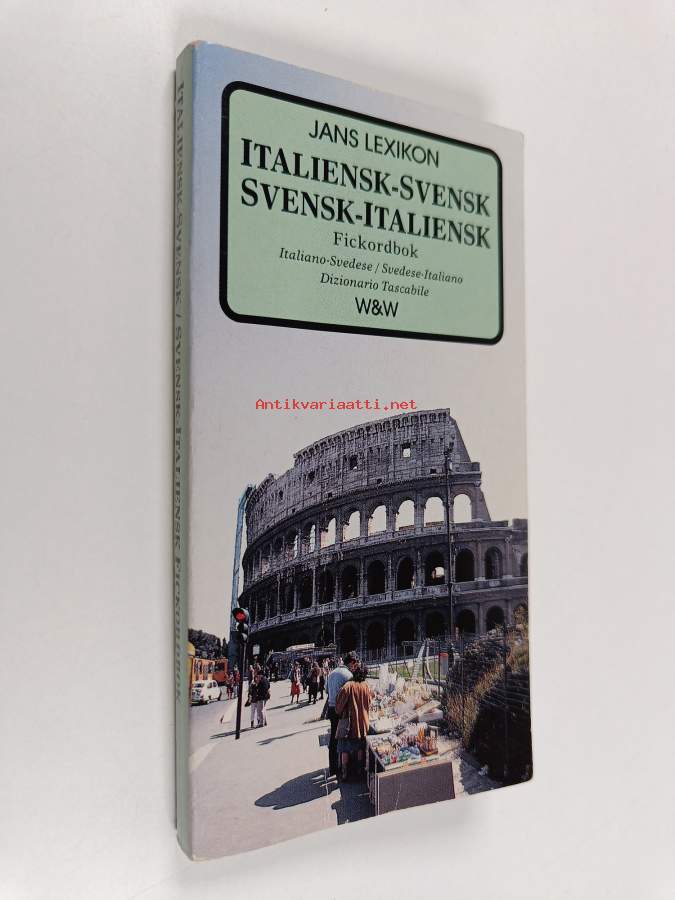 JANS LEXIKON
ITALIENSK-SVENSK
SVENSK-ITALIENSK
Fickordbok
Italiano-Svedese / Svedese-Italiano
Dizionario Tascabile
W&W
Antikvariaatti.net
ITALIENSK-SVENSK / SVENSK ITALIENSK FICKORDBOK